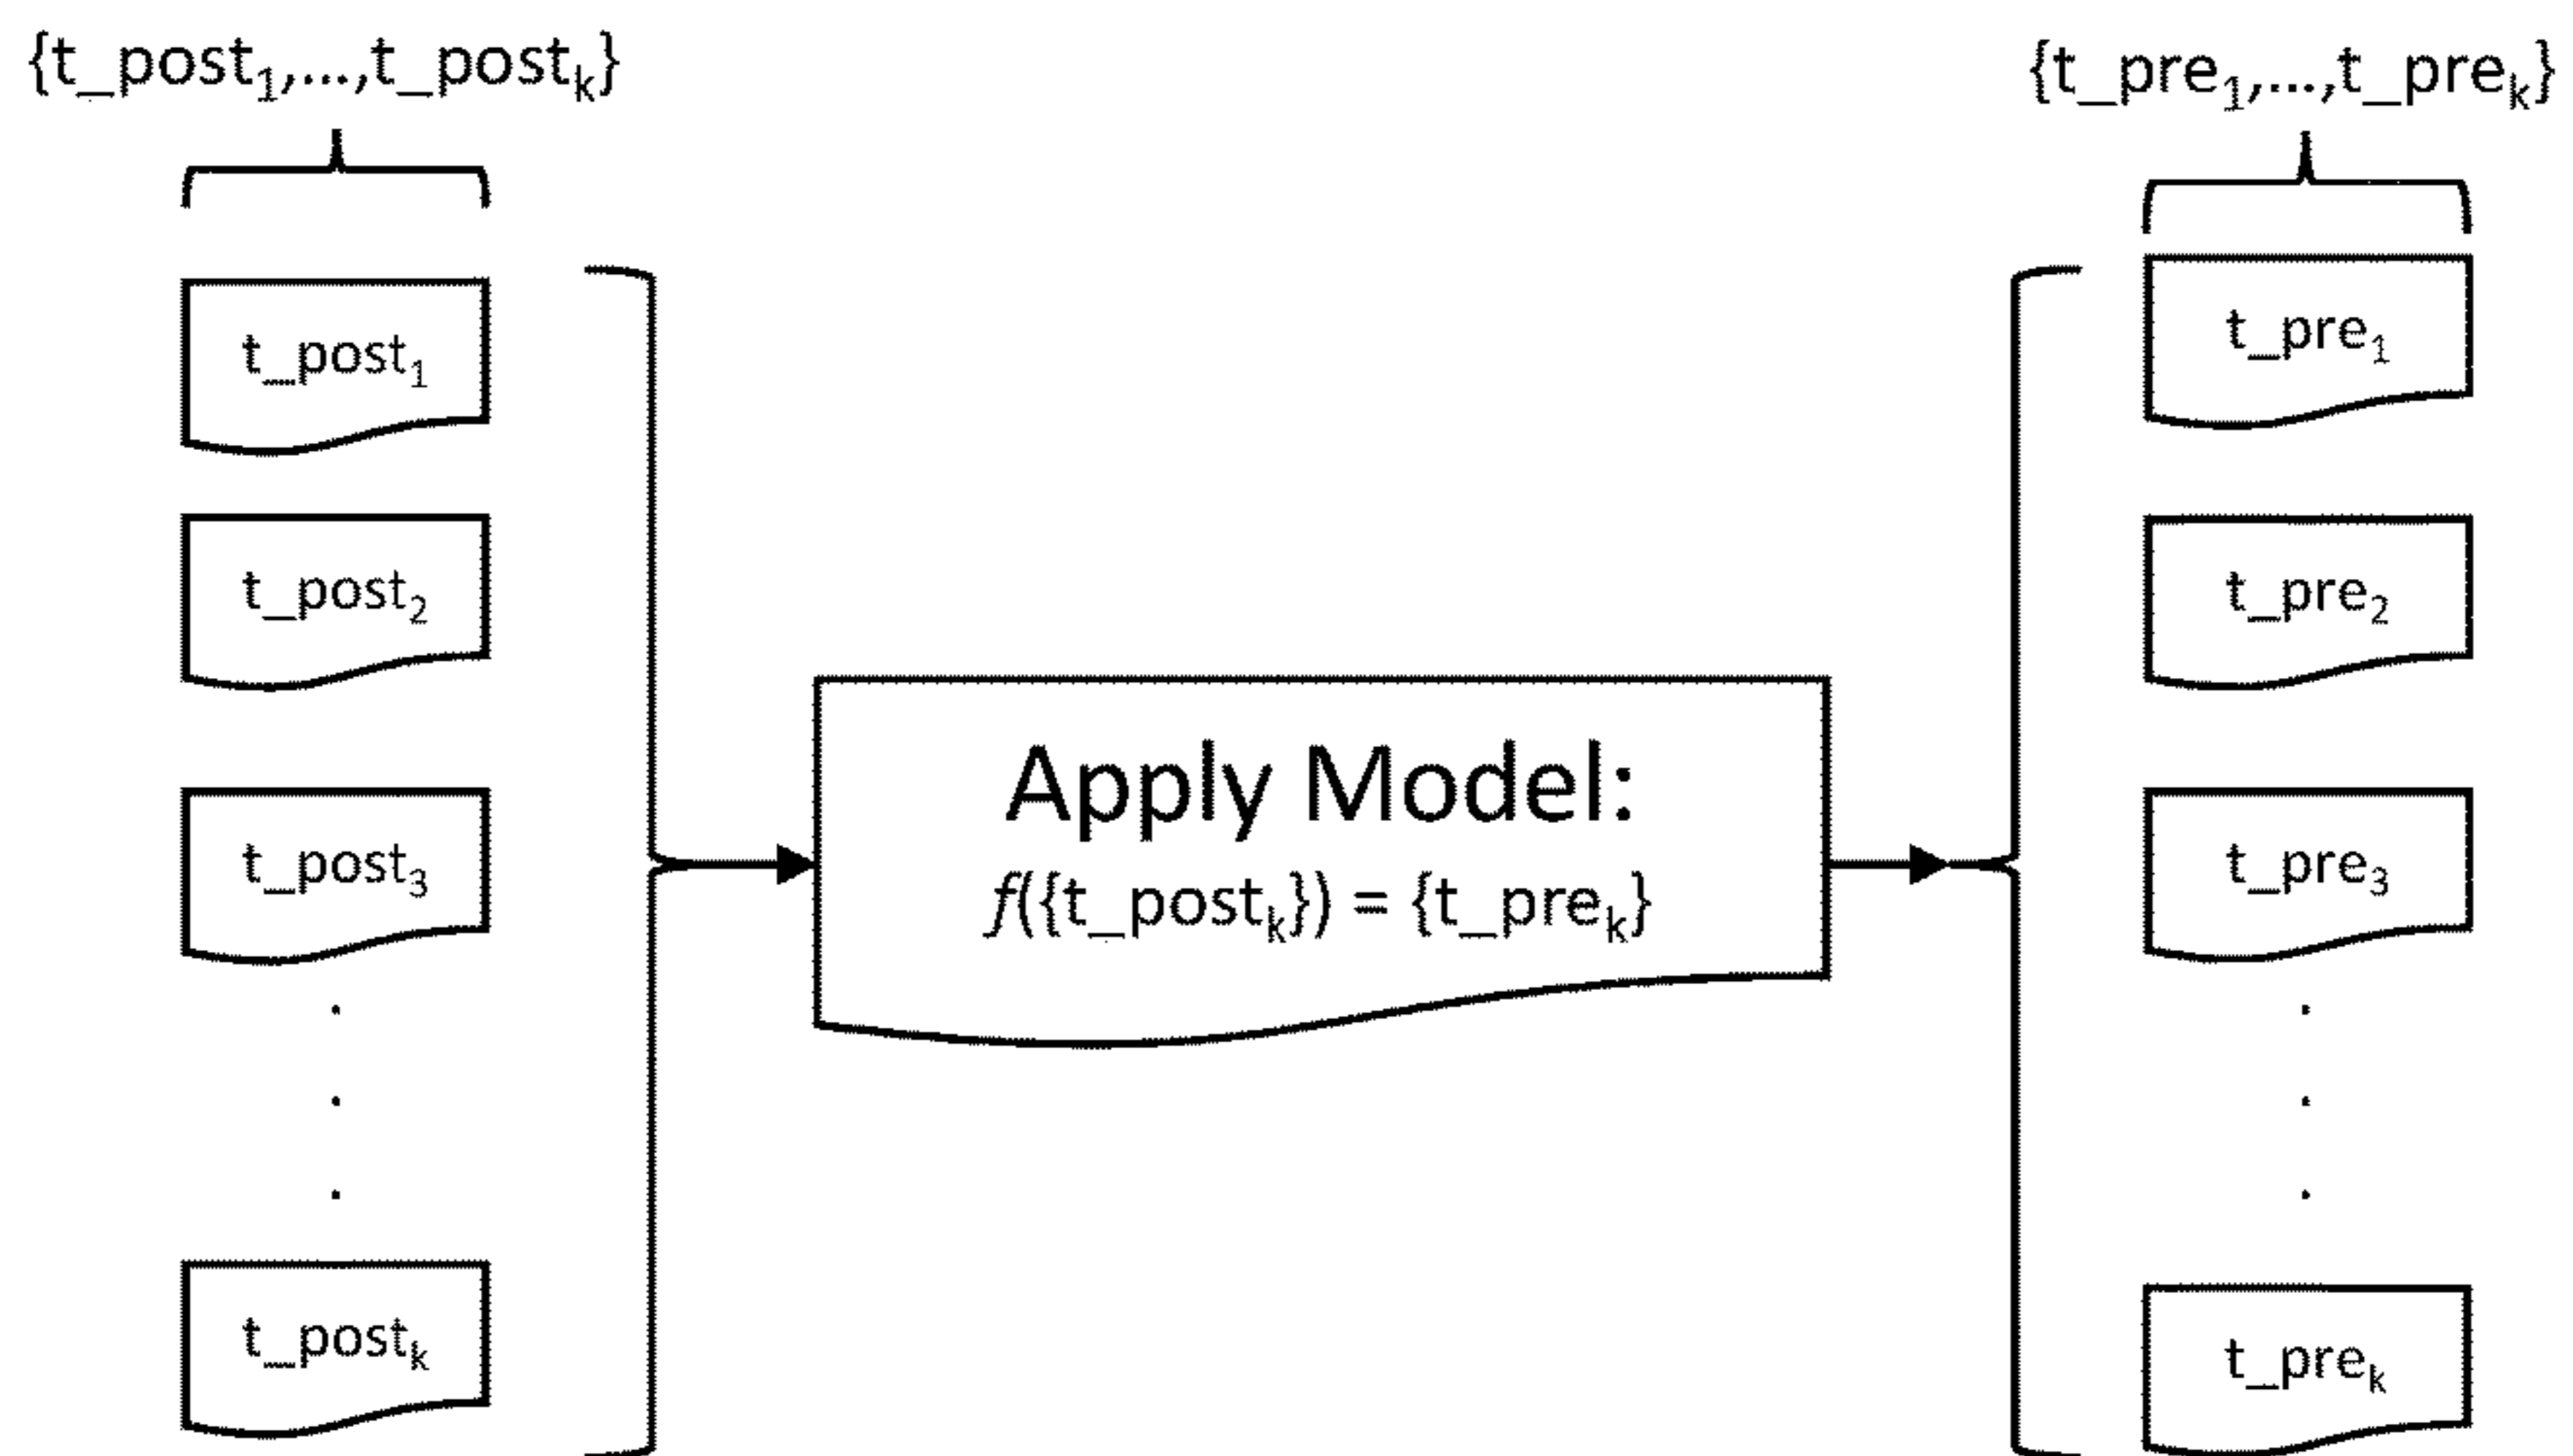 {t_post₁,...,t_postₖ}
t_post₁
t_post₂
t_post₃
.
.
.
t_postₖ
Apply Model:
f({t_postₖ}) = {t_preₖ}
{t_pre₁,...,t_preₖ}
t_pre₁
t_pre₂
t_pre₃
.
.
.
t_preₖ